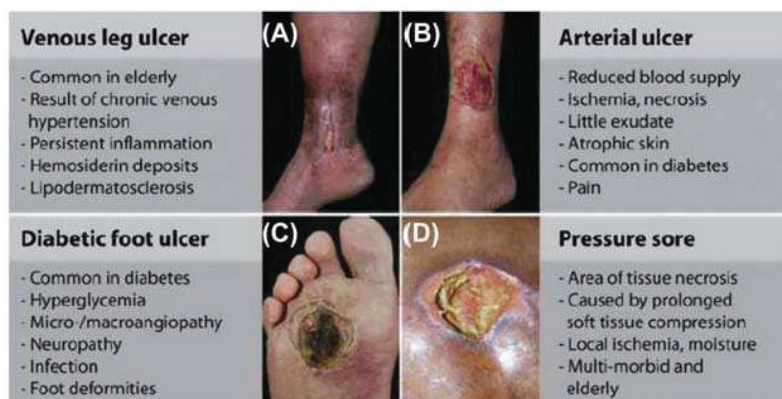 Venous leg ulcer
- Common in elderly
- Result of chronic venous
hypertension
- Persistent inflammation
- Hemosiderin deposits
- Lipodermatosclerosis
(A)
(B)
Arterial ulcer
- Reduced blood supply
- Ischemia, necrosis
- Little exudate
- Atrophic skin
- Common in diabetes
- Pain
Diabetic foot ulcer
- Common in diabetes
- Hyperglycemia
- Micro-/macroangiopathy
- Neuropathy
- Infection
- Foot deformities
(C)
(D)
Pressure sore
- Area of tissue necrosis
- Caused by prolonged
soft tissue compression
- Local ischemia, moisture
- Multi-morbid and
elderly